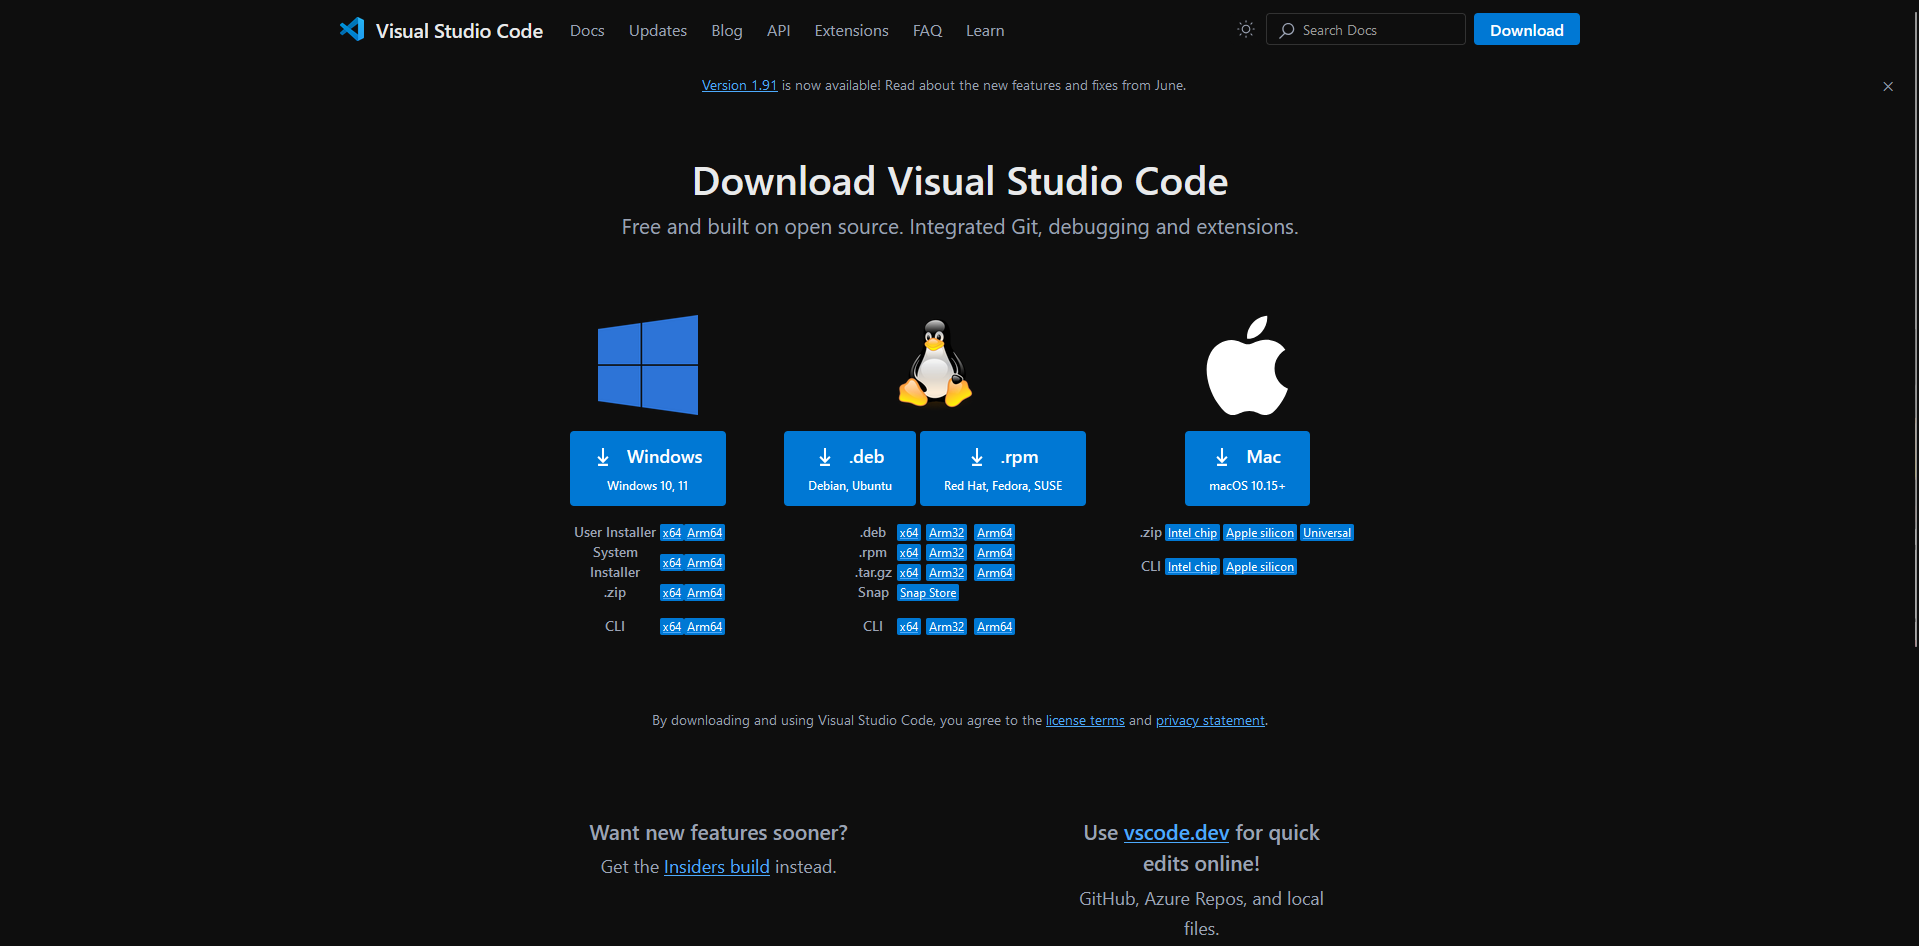 Visual Studio Code Docs Updates Blog API Extensions FAQ Learn Search Docs Download
Version 1.91 is now available! Read about the new features and fixes from June.
Download Visual Studio Code
Free and built on open source. Integrated Git, debugging and extensions.
Windows
Windows 10, 11
User Installer x64 Arm64
System
Installer x64 Arm64
.zip x64 Arm64
CLI x64 Arm64
.deb
Debian, Ubuntu
.rpm
Red Hat, Fedora, SUSE
.deb x64 Arm32 Arm64
.rpm x64 Arm32 Arm64
.tar.gz x64 Arm32 Arm64
Snap Snap Store
CLI x64 Arm32 Arm64
Mac
macOS 10.15+
.zip Intel chip Apple silicon Universal
CLI Intel chip Apple silicon
By downloading and using Visual Studio Code, you agree to the license terms and privacy statement.
Want new features sooner?
Get the Insiders build instead.
Use vscode.dev for quick
edits online!
GitHub, Azure Repos, and local
files.